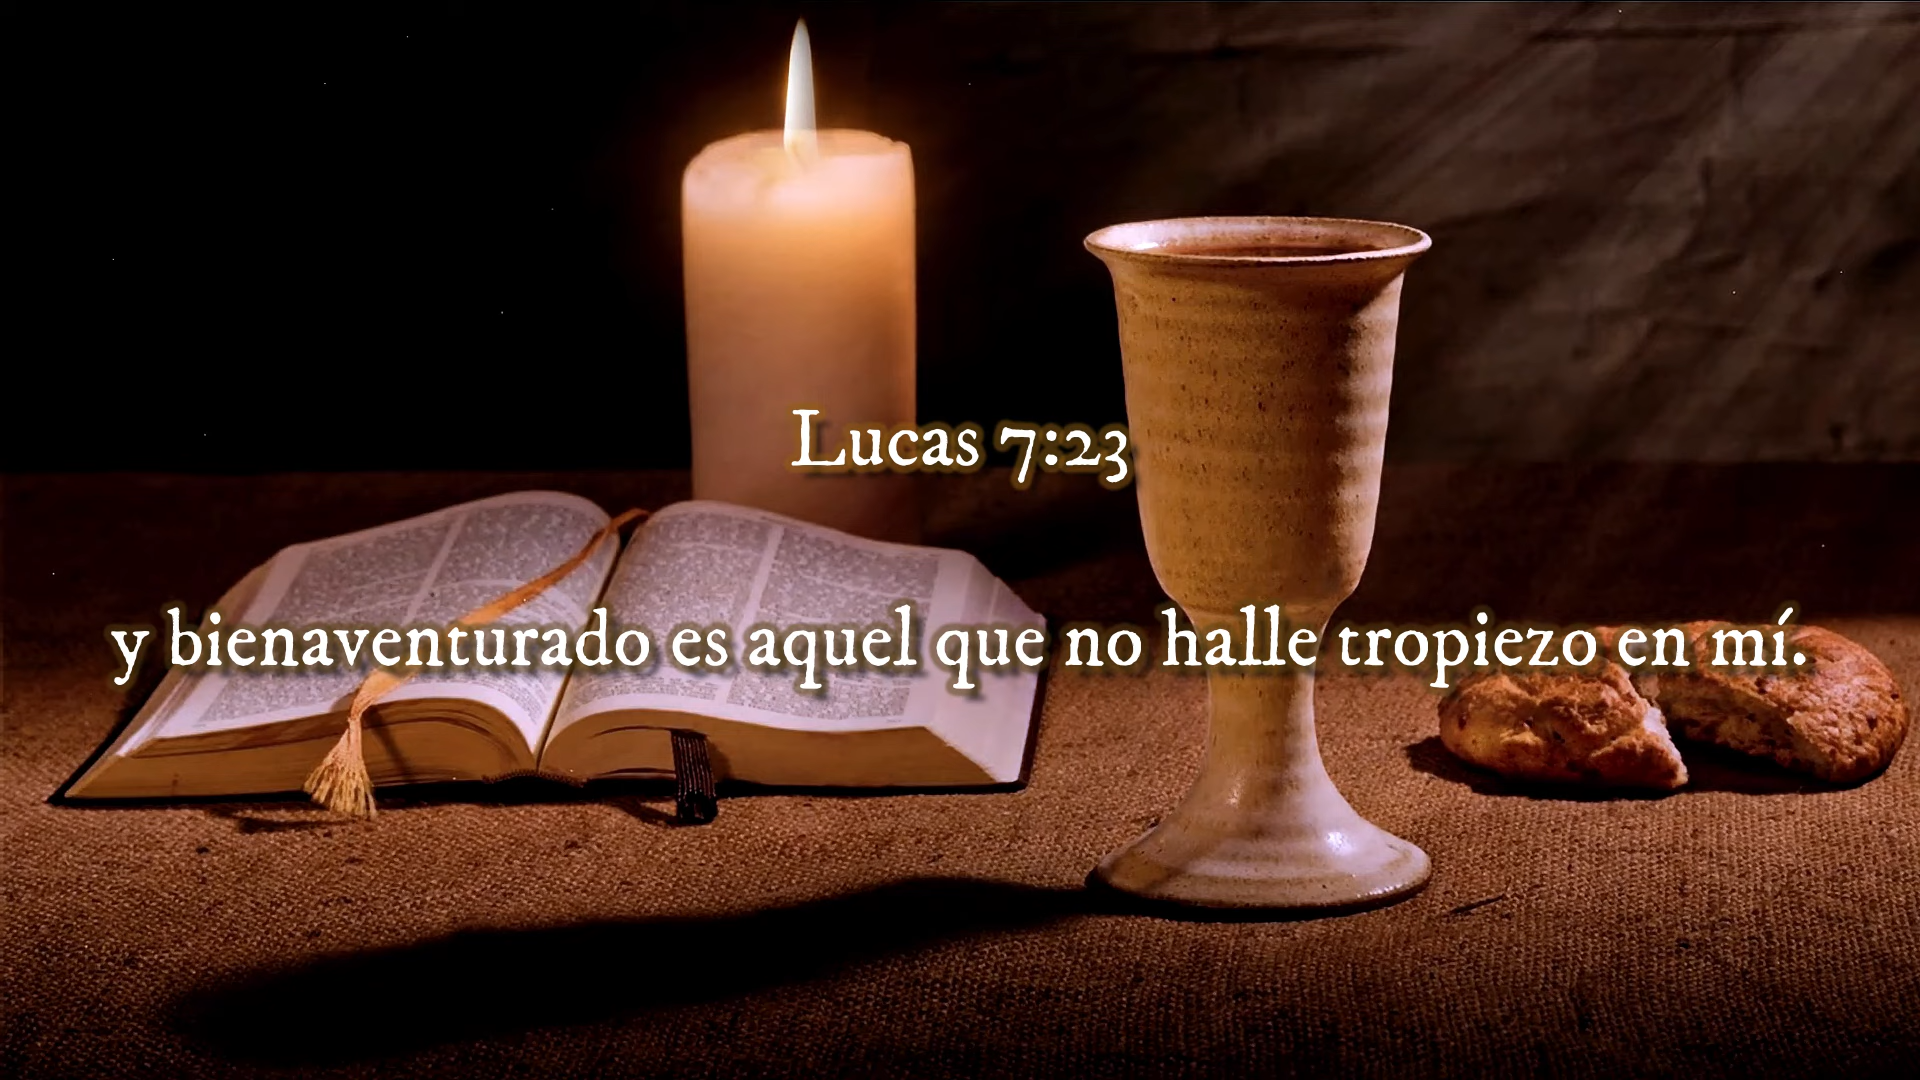 Lucas 7:23
y bienaventurado es aquel que no halle tropiezo en mí.